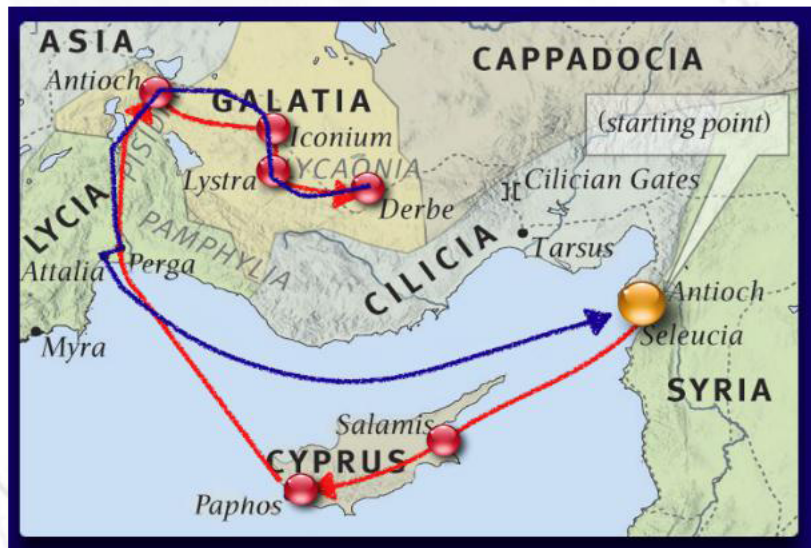 ASIA
CAPPADOCIA
Antioch
GALATIA
(starting point)
Iconium
PISIDIA
LYCAONIA
Lystra
Cilician Gates
Derbe
LYCIA
PAMPHYLIA
CILICIA
Tarsus
Attalia
Perga
Antioch
Seleucia
Myra
SYRIA
Salamis
CYPRUS
Paphos